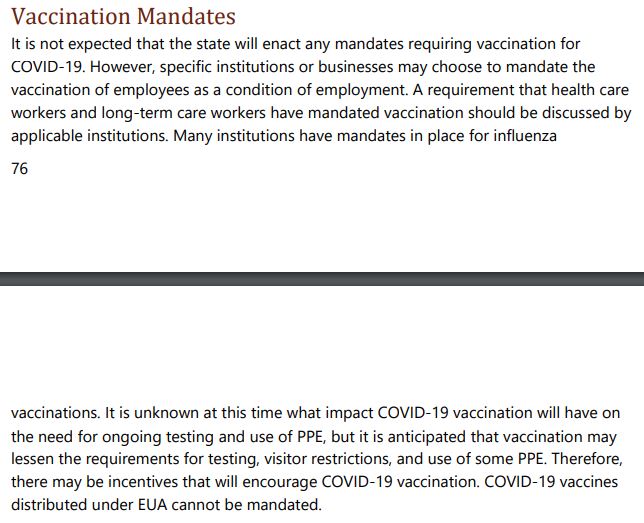 Vaccination Mandates
It is not expected that the state will enact any mandates requiring vaccination for
COVID-19. However, specific institutions or businesses may choose to mandate the
vaccination of employees as a condition of employment. A requirement that health care
workers and long-term care workers have mandated vaccination should be discussed by
applicable institutions. Many institutions have mandates in place for influenza
76
vaccinations. It is unknown at this time what impact COVID-19 vaccination will have on
the need for ongoing testing and use of PPE, but it is anticipated that vaccination may
lessen the requirements for testing, visitor restrictions, and use of some PPE. Therefore,
there may be incentives that will encourage COVID-19 vaccination. COVID-19 vaccines
distributed under EUA cannot be mandated.